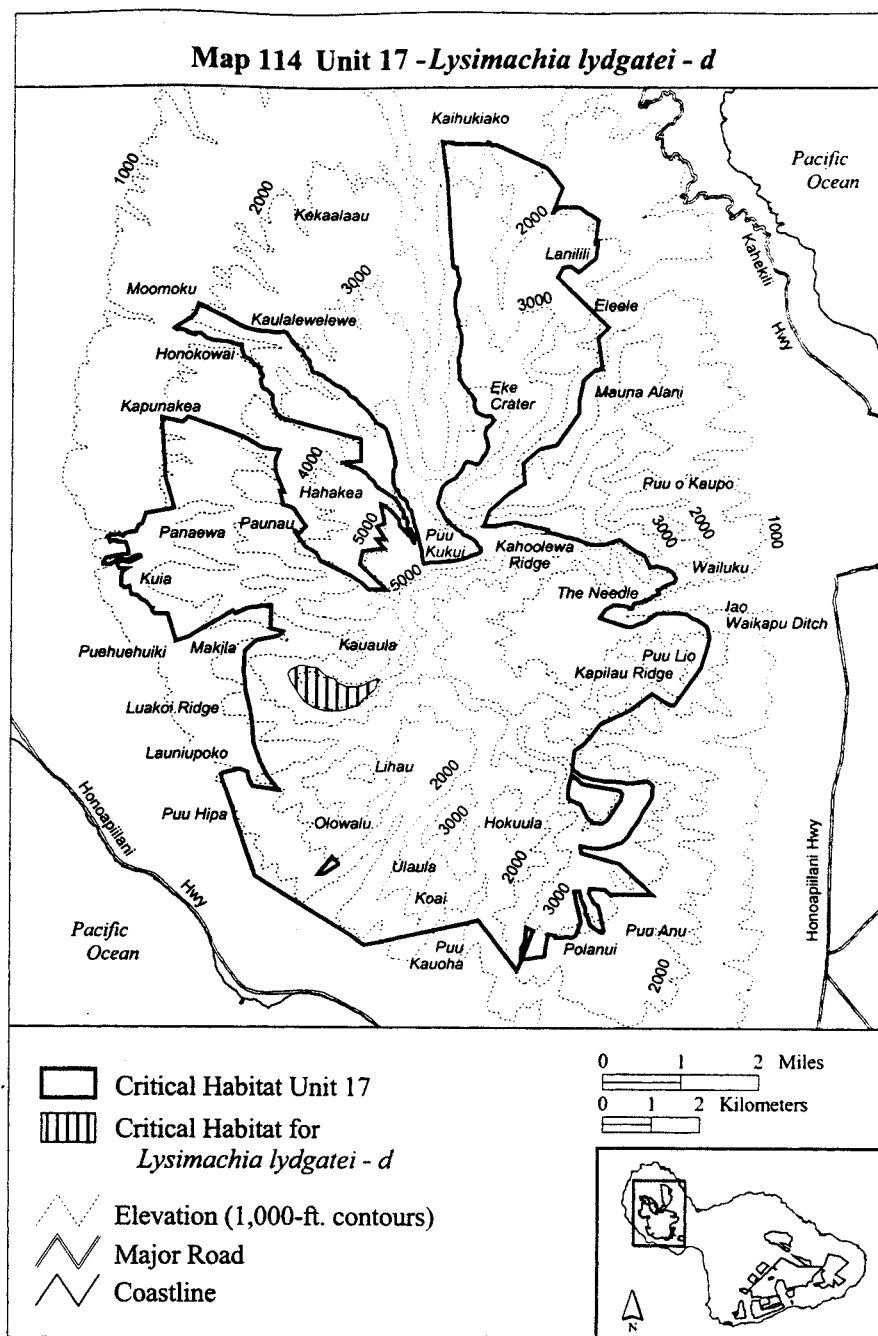 Map 114 Unit 17 - Lysimachia lydgatei - d
Kaihukiako
Pacific
Ocean
1000
2000
Kekaalaau
2000
Lanilili
Kahekili
Hwy
3000
3000
Moomoku
Kaulalewelewe
Eleele
Honokowai
Eke
Crater
Mauna Alani
Kapunakea
4000
Hahakea
Puu o Kaupo
Panaewa
Paunau
5000
Puu
Kukui
Kahoolewa
Ridge
3000
2000
1000
Wailuku
Kuia
5000
The Needle
Iao
Waikapu Ditch
Puehuehuiki
Makila
Kauaula
Puu Lio
Kapilau Ridge
Luakoi Ridge
Launiupoko
Lihau
2000
Puu Hipa
Olowalu
3000
Hokuula
Honoapiilani
Hwy
Ulaula
2000
Koai
3000
Honoapiilani Hwy
Pacific
Ocean
Puu
Kauoha
Polanui
Puu Anu
2000
Critical Habitat Unit 17
Critical Habitat for
Lysimachia lydgatei - d
Elevation (1,000-ft. contours)
Major Road
Coastline
0 1 2 Miles
0 1 2 Kilometers
N